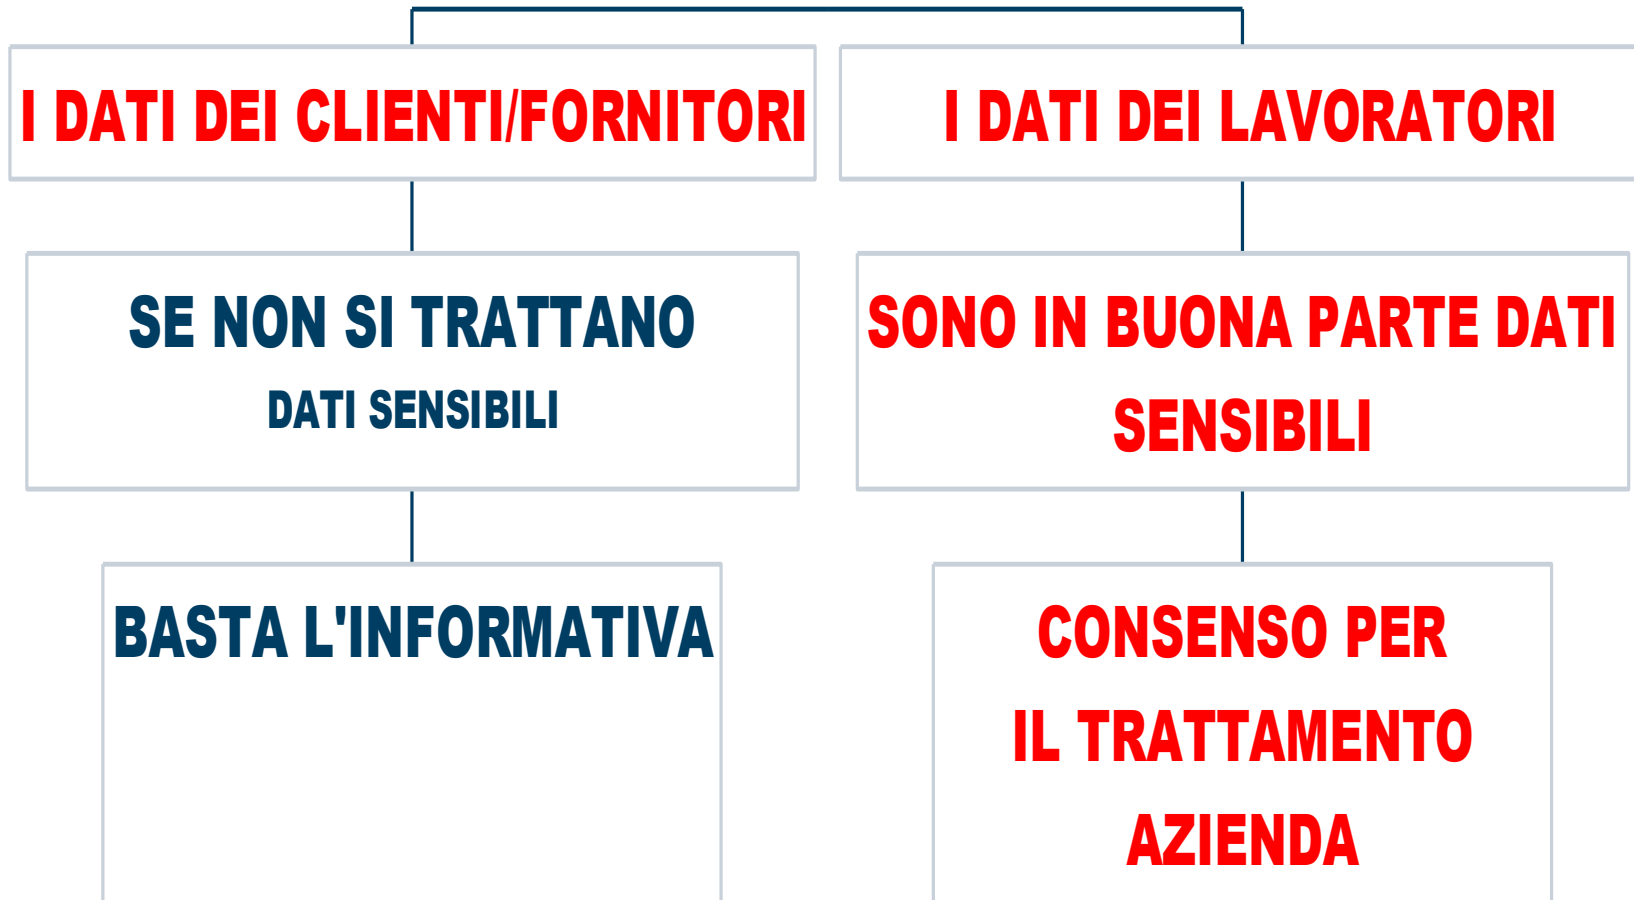 I DATI DEI CLIENTI/FORNITORI
I DATI DEI LAVORATORI
SE NON SI TRATTANO
DATI SENSIBILI
SONO IN BUONA PARTE DATI
SENSIBILI
BASTA L'INFORMATIVA
CONSENSO PER
IL TRATTAMENTO
AZIENDA